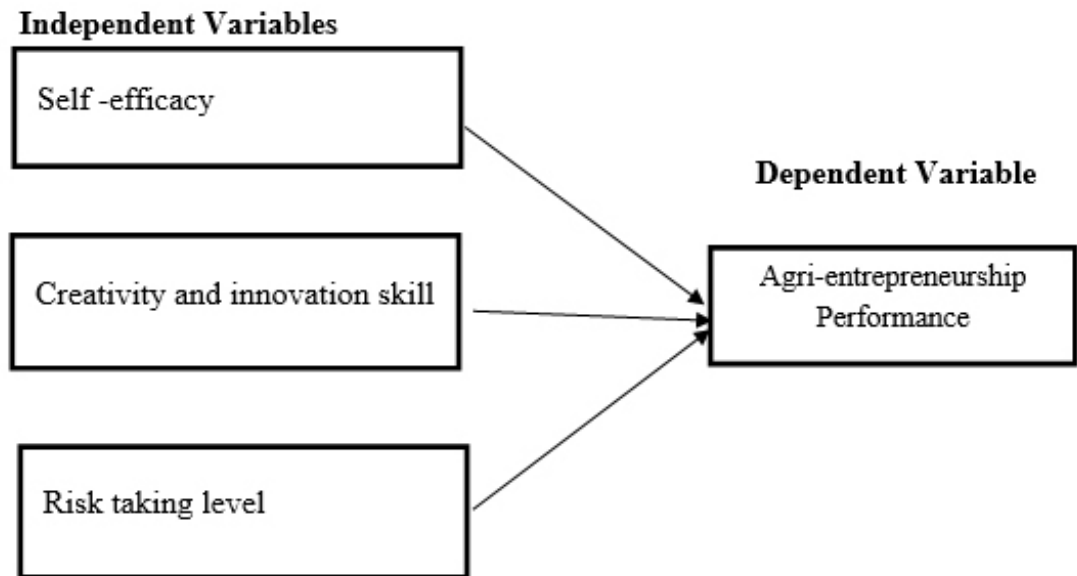 Independent Variables
Self -efficacy
Creativity and innovation skill
Risk taking level
Dependent Variable
Agri-entrepreneurship
Performance